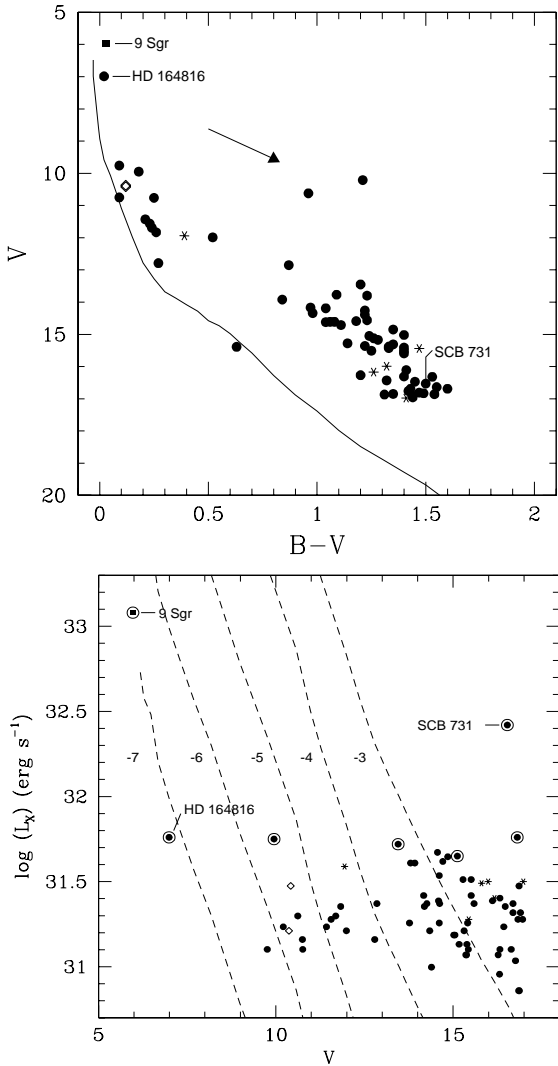 5
9 Sgr
HD 164816
10
V
15
SCB 731
20
0 0.5 1 1.5 2
B−V
33
9 Sgr
32.5
SCB 731
log (L_X) (erg s⁻¹)
-7 -6 -5 -4 -3
32
HD 164816
31.5
31
5 10 15
V